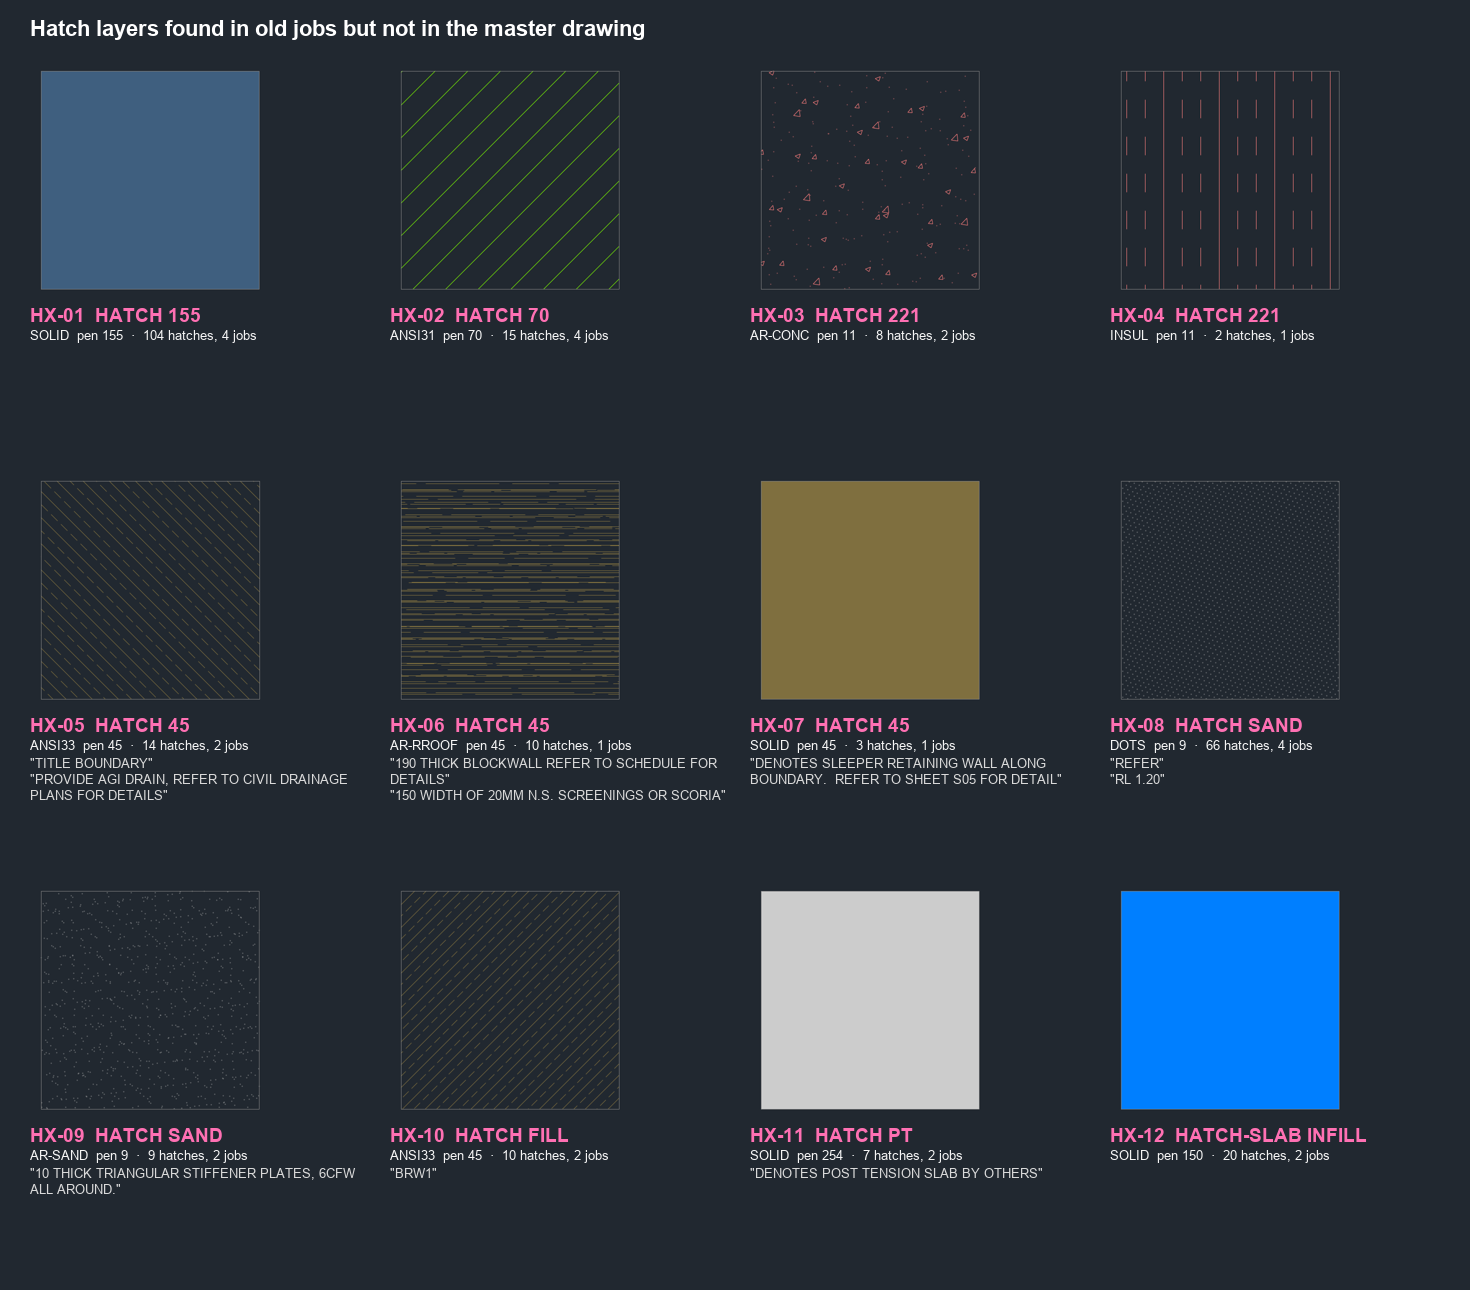 Hatch layers found in old jobs but not in the master drawing
HX-01  HATCH 155
SOLID  pen 155  ·  104 hatches, 4 jobs
HX-02  HATCH 70
ANSI31  pen 70  ·  15 hatches, 4 jobs
HX-03  HATCH 221
AR-CONC  pen 11  ·  8 hatches, 2 jobs
HX-04  HATCH 221
INSUL  pen 11  ·  2 hatches, 1 jobs
HX-05  HATCH 45
ANSI33  pen 45  ·  14 hatches, 2 jobs
"TITLE BOUNDARY"
"PROVIDE AGI DRAIN, REFER TO CIVIL DRAINAGE
PLANS FOR DETAILS"
HX-06  HATCH 45
AR-RROOF  pen 45  ·  10 hatches, 1 jobs
"190 THICK BLOCKWALL REFER TO SCHEDULE FOR
DETAILS"
"150 WIDTH OF 20MM N.S. SCREENINGS OR SCORIA"
HX-07  HATCH 45
SOLID  pen 45  ·  3 hatches, 1 jobs
"DENOTES SLEEPER RETAINING WALL ALONG
BOUNDARY.  REFER TO SHEET S05 FOR DETAIL"
HX-08  HATCH SAND
DOTS  pen 9  ·  66 hatches, 4 jobs
"REFER"
"RL 1.20"
HX-09  HATCH SAND
AR-SAND  pen 9  ·  9 hatches, 2 jobs
"10 THICK TRIANGULAR STIFFENER PLATES, 6CFW
ALL AROUND."
HX-10  HATCH FILL
ANSI33  pen 45  ·  10 hatches, 2 jobs
"BRW1"
HX-11  HATCH PT
SOLID  pen 254  ·  7 hatches, 2 jobs
"DENOTES POST TENSION SLAB BY OTHERS"
HX-12  HATCH-SLAB INFILL
SOLID  pen 150  ·  20 hatches, 2 jobs